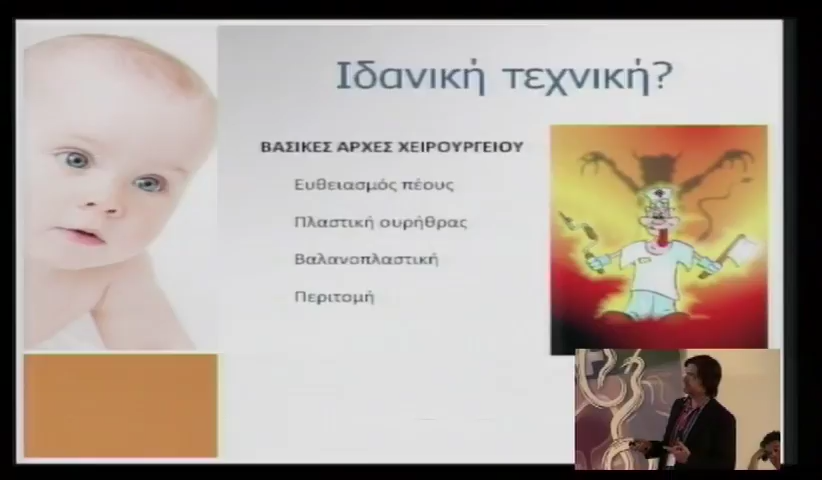 Ιδανική τεχνική?
ΒΑΣΙΚΕΣ ΑΡΧΕΣ ΧΕΙΡΟΥΡΓΕΙΟΥ
Ευθειασμός πέους
Πλαστική ουρήθρας
Βαλανοπλαστική
Περιτομή